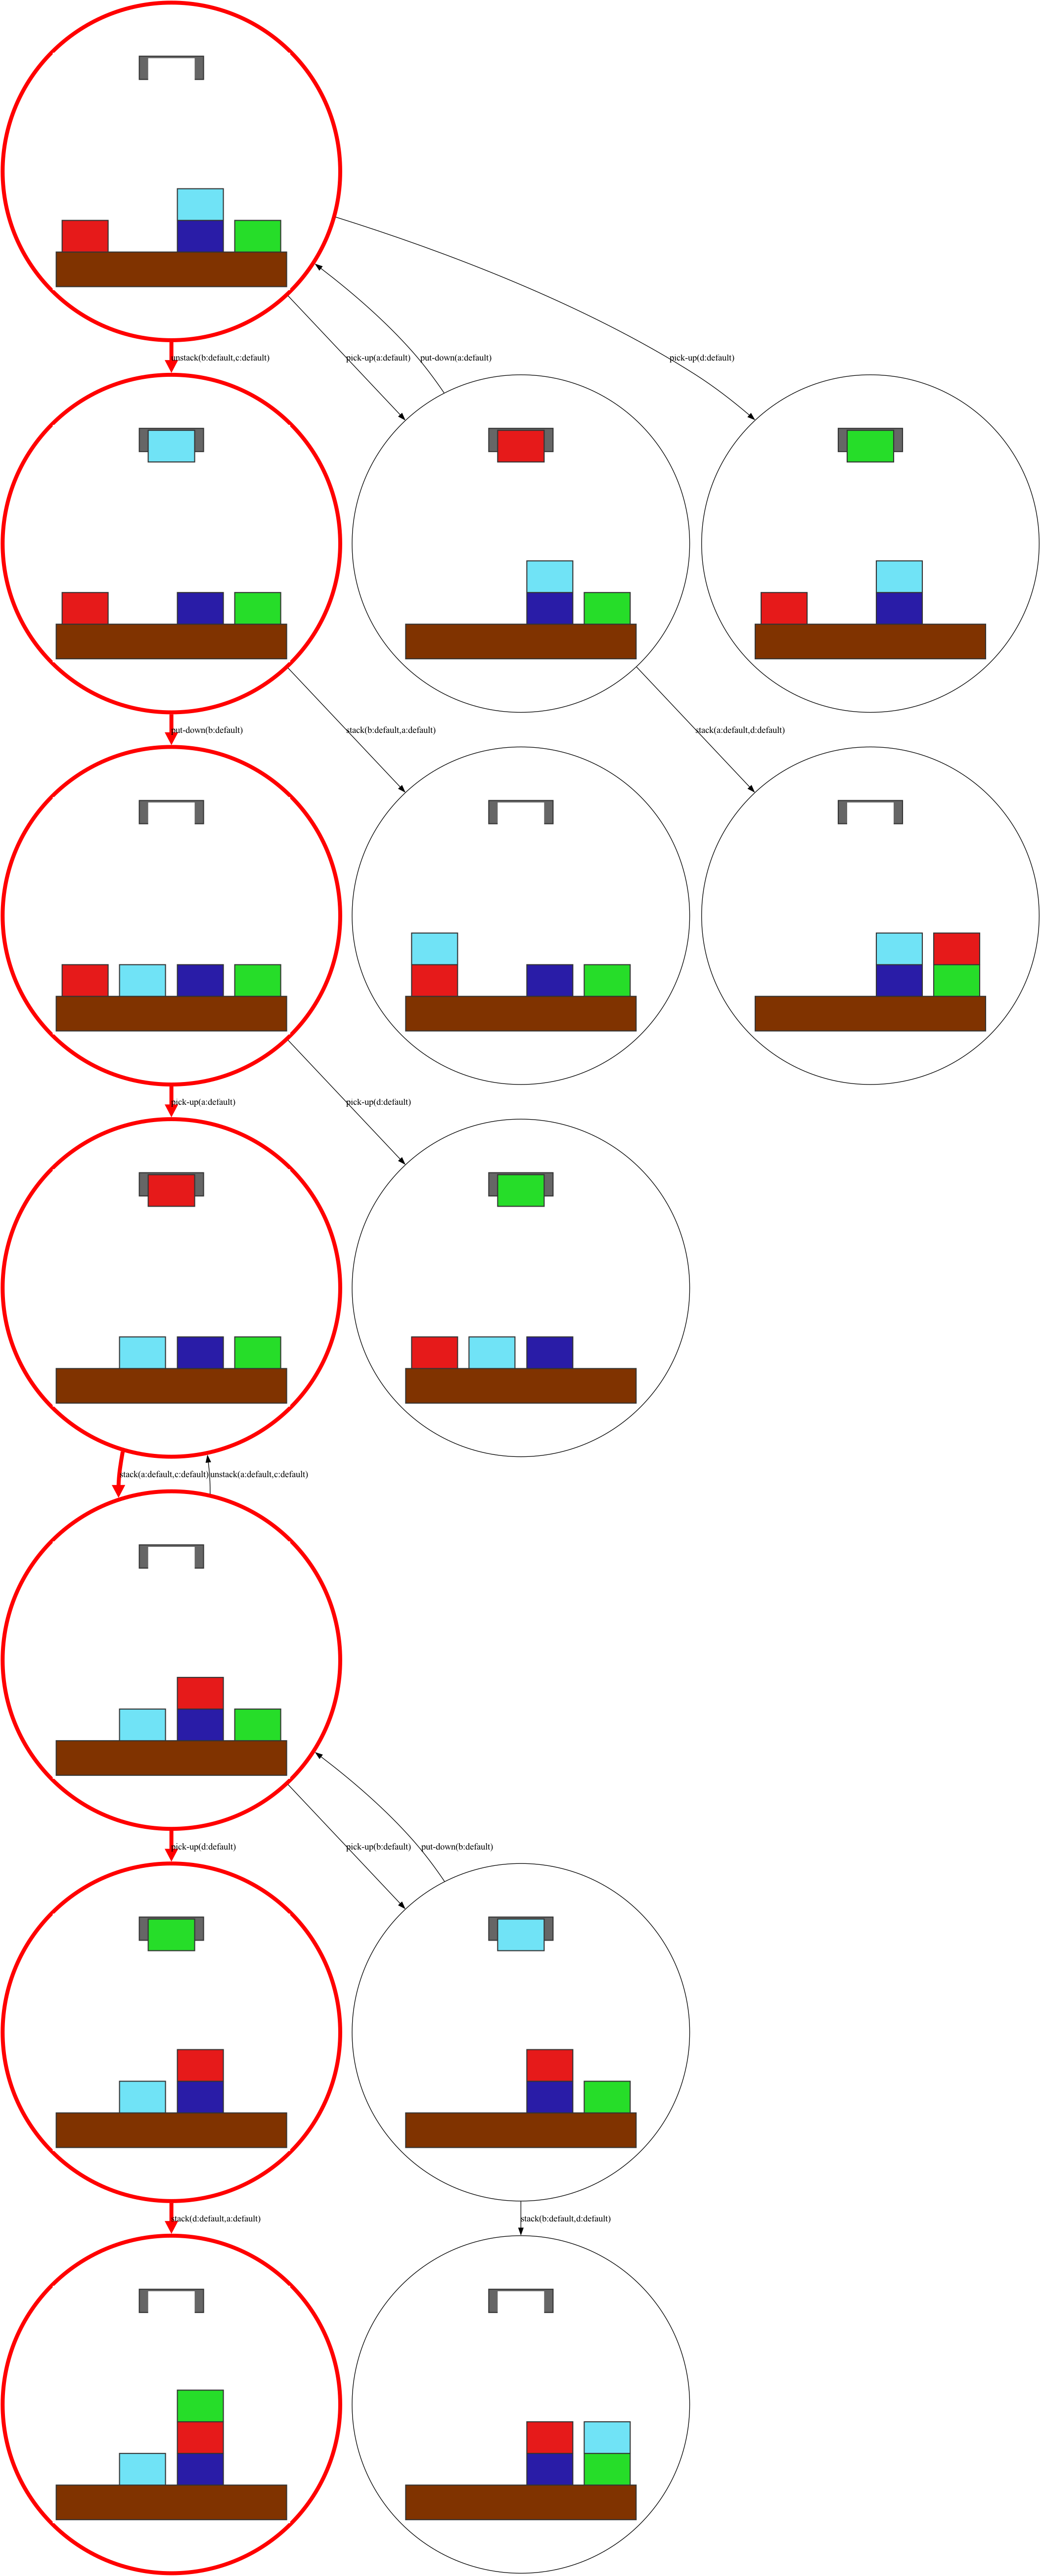 unstack(b:default,c:default)
pick-up(a:default)
put-down(a:default)
pick-up(d:default)
put-down(b:default)
stack(b:default,a:default)
stack(a:default,d:default)
pick-up(a:default)
pick-up(d:default)
stack(a:default,c:default)
unstack(a:default,c:default)
pick-up(d:default)
pick-up(b:default)
put-down(b:default)
stack(d:default,a:default)
stack(b:default,d:default)